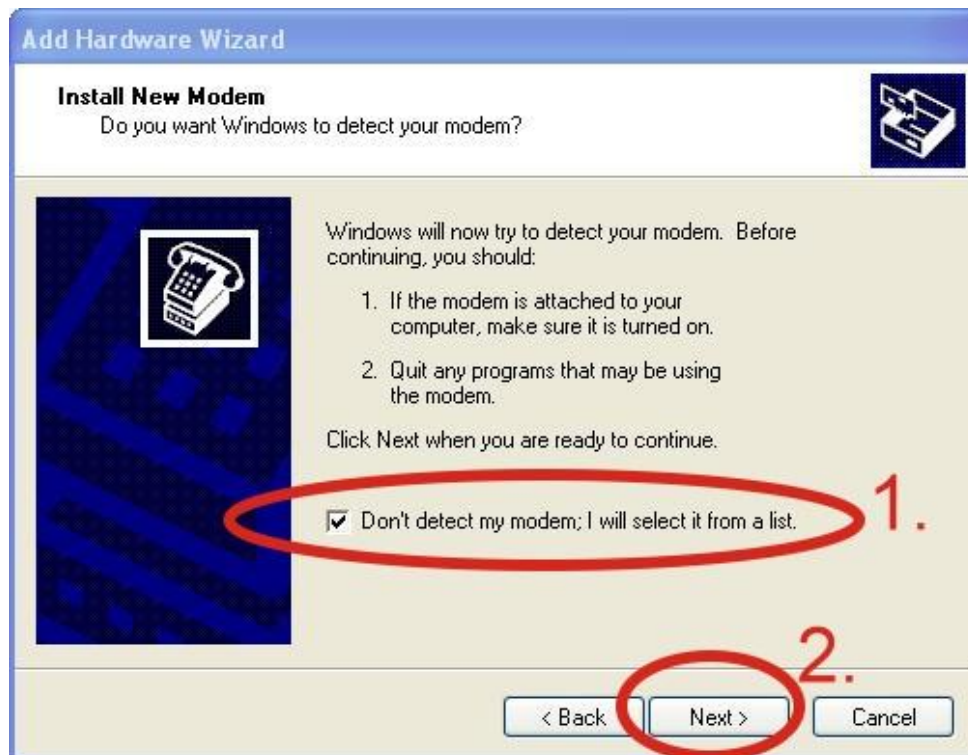 Add Hardware Wizard
Install New Modem
Do you want Windows to detect your modem?
Windows will now try to detect your modem. Before
continuing, you should:
1. If the modem is attached to your
computer, make sure it is turned on.
2. Quit any programs that may be using
the modem.
Click Next when you are ready to continue.
Don't detect my modem; I will select it from a list.
1.
2.
< Back
Next >
Cancel